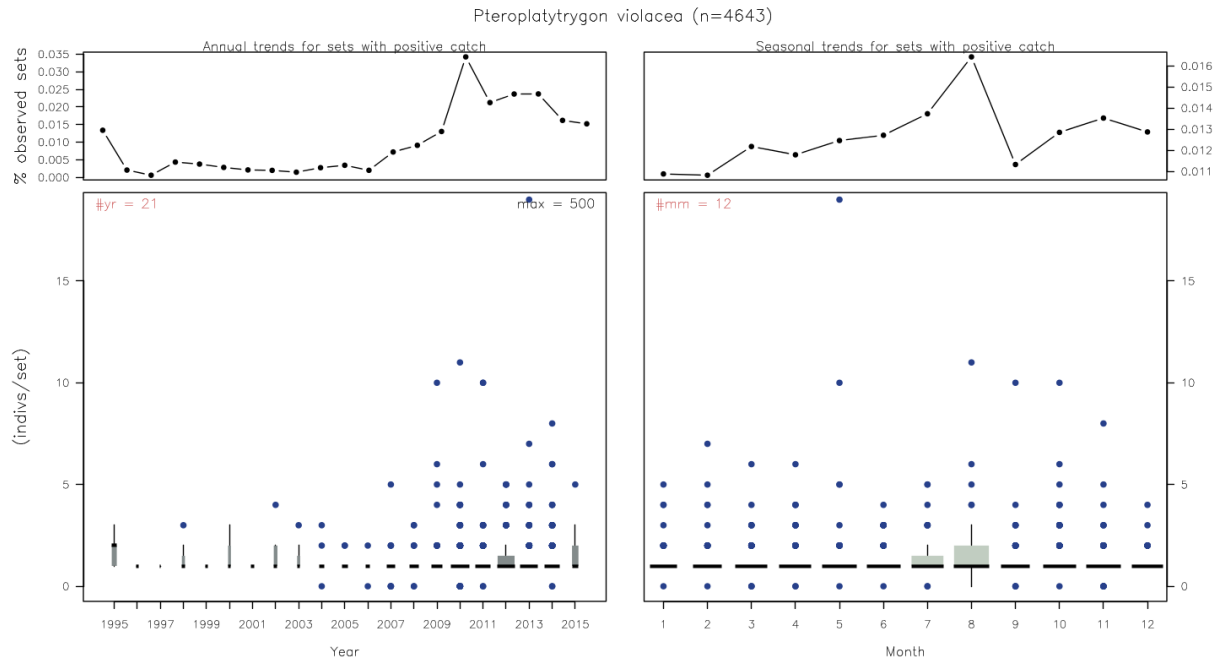 Pteroplatytrygon violacea (n=4643)
Annual trends for sets with positive catch
Seasonal trends for sets with positive catch
% observed sets
0.035
0.030
0.025
0.020
0.015
0.010
0.005
0.000
0.016
0.015
0.014
0.013
0.012
0.011
#yr = 21
max = 500
#mm = 12
(indivs/set)
15
10
5
0
15
10
5
0
1995 1997 1999 2001 2003 2005 2007 2009 2011 2013 2015
1 2 3 4 5 6 7 8 9 10 11 12
Year
Month